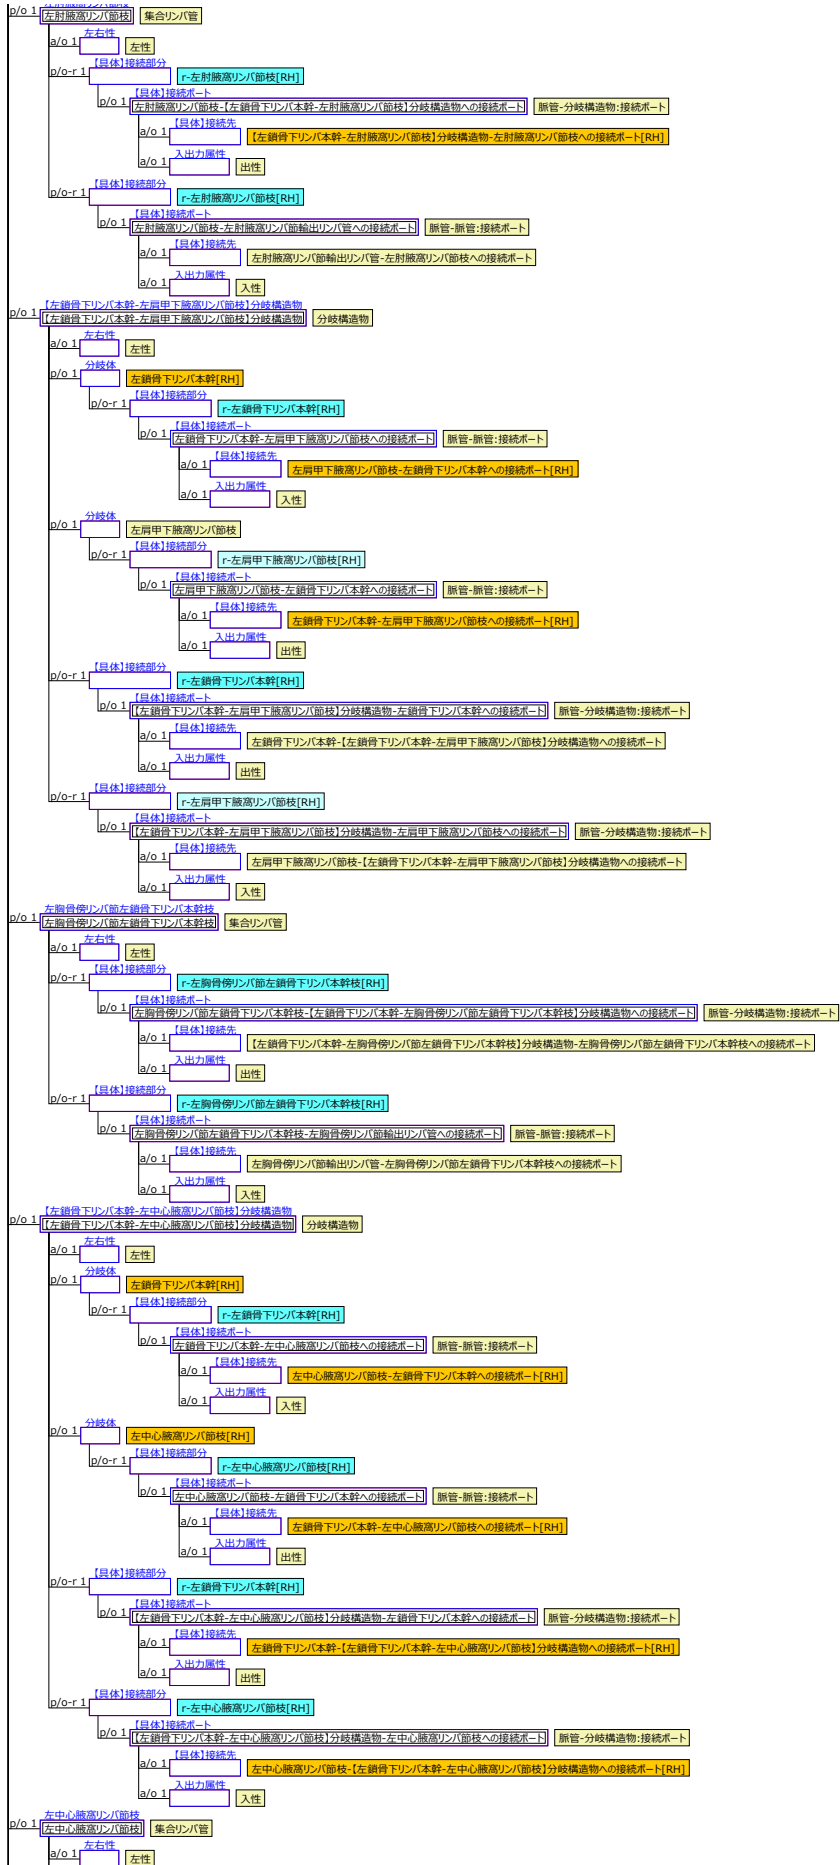 左肘腋窩リンパ節枝
p/o 1 左肘腋窩リンパ節枝 集合リンパ管
左右性
a/o 1 左性
【具体】接続部分
p/o-r 1 r-左肘腋窩リンパ節枝[RH]
【具体】接続ポート
p/o 1 左肘腋窩リンパ節枝-【左鎖骨下リンパ本幹-左肘腋窩リンパ節枝】分岐構造物への接続ポート 脈管-分岐構造物:接続ポート
【具体】接続先
a/o 1 【左鎖骨下リンパ本幹-左肘腋窩リンパ節枝】分岐構造物-左肘腋窩リンパ節枝への接続ポート[RH]
入出力属性
a/o 1 出性
【具体】接続部分
p/o-r 1 r-左肘腋窩リンパ節枝[RH]
【具体】接続ポート
p/o 1 左肘腋窩リンパ節枝-左肘腋窩リンパ節輸出リンパ管への接続ポート 脈管-脈管:接続ポート
【具体】接続先
a/o 1 左肘腋窩リンパ節輸出リンパ管-左肘腋窩リンパ節枝への接続ポート
入出力属性
a/o 1 入性
【左鎖骨下リンパ本幹-左肩甲下腋窩リンパ節枝】分岐構造物
p/o 1 【左鎖骨下リンパ本幹-左肩甲下腋窩リンパ節枝】分岐構造物 分岐構造物
左右性
a/o 1 左性
分岐体
p/o 1 左鎖骨下リンパ本幹[RH]
【具体】接続部分
p/o-r 1 r-左鎖骨下リンパ本幹[RH]
【具体】接続ポート
p/o 1 左鎖骨下リンパ本幹-左肩甲下腋窩リンパ節枝への接続ポート 脈管-脈管:接続ポート
【具体】接続先
a/o 1 左肩甲下腋窩リンパ節枝-左鎖骨下リンパ本幹への接続ポート[RH]
入出力属性
a/o 1 入性
分岐体
p/o 1 左肩甲下腋窩リンパ節枝
【具体】接続部分
p/o-r 1 r-左肩甲下腋窩リンパ節枝[RH]
【具体】接続ポート
p/o 1 左肩甲下腋窩リンパ節枝-左鎖骨下リンパ本幹への接続ポート 脈管-脈管:接続ポート
【具体】接続先
a/o 1 左鎖骨下リンパ本幹-左肩甲下腋窩リンパ節枝への接続ポート[RH]
入出力属性
a/o 1 出性
【具体】接続部分
p/o-r 1 r-左鎖骨下リンパ本幹[RH]
【具体】接続ポート
p/o 1 【左鎖骨下リンパ本幹-左肩甲下腋窩リンパ節枝】分岐構造物-左鎖骨下リンパ本幹への接続ポート 脈管-分岐構造物:接続ポート
【具体】接続先
a/o 1 左鎖骨下リンパ本幹-【左鎖骨下リンパ本幹-左肩甲下腋窩リンパ節枝】分岐構造物への接続ポート
入出力属性
a/o 1 出性
【具体】接続部分
p/o-r 1 r-左肩甲下腋窩リンパ節枝[RH]
【具体】接続ポート
p/o 1 【左鎖骨下リンパ本幹-左肩甲下腋窩リンパ節枝】分岐構造物-左肩甲下腋窩リンパ節枝への接続ポート 脈管-分岐構造物:接続ポート
【具体】接続先
a/o 1 左肩甲下腋窩リンパ節枝-【左鎖骨下リンパ本幹-左肩甲下腋窩リンパ節枝】分岐構造物への接続ポート
入出力属性
a/o 1 入性
左胸骨傍リンパ節左鎖骨下リンパ本幹枝
p/o 1 左胸骨傍リンパ節左鎖骨下リンパ本幹枝 集合リンパ管
左右性
a/o 1 左性
【具体】接続部分
p/o-r 1 r-左胸骨傍リンパ節左鎖骨下リンパ本幹枝[RH]
【具体】接続ポート
p/o 1 左胸骨傍リンパ節左鎖骨下リンパ本幹枝-【左鎖骨下リンパ本幹-左胸骨傍リンパ節左鎖骨下リンパ本幹枝】分岐構造物への接続ポート 脈管-分岐構造物:接続ポート
【具体】接続先
a/o 1 【左鎖骨下リンパ本幹-左胸骨傍リンパ節左鎖骨下リンパ本幹枝】分岐構造物-左胸骨傍リンパ節左鎖骨下リンパ本幹枝への接続ポート
入出力属性
a/o 1 出性
【具体】接続部分
p/o-r 1 r-左胸骨傍リンパ節左鎖骨下リンパ本幹枝[RH]
【具体】接続ポート
p/o 1 左胸骨傍リンパ節左鎖骨下リンパ本幹枝-左胸骨傍リンパ節輸出リンパ管への接続ポート 脈管-脈管:接続ポート
【具体】接続先
a/o 1 左胸骨傍リンパ節輸出リンパ管-左胸骨傍リンパ節左鎖骨下リンパ本幹枝への接続ポート
入出力属性
a/o 1 入性
【左鎖骨下リンパ本幹-左中心腋窩リンパ節枝】分岐構造物
p/o 1 【左鎖骨下リンパ本幹-左中心腋窩リンパ節枝】分岐構造物 分岐構造物
左右性
a/o 1 左性
分岐体
p/o 1 左鎖骨下リンパ本幹[RH]
【具体】接続部分
p/o-r 1 r-左鎖骨下リンパ本幹[RH]
【具体】接続ポート
p/o 1 左鎖骨下リンパ本幹-左中心腋窩リンパ節枝への接続ポート 脈管-脈管:接続ポート
【具体】接続先
a/o 1 左中心腋窩リンパ節枝-左鎖骨下リンパ本幹への接続ポート[RH]
入出力属性
a/o 1 入性
分岐体
p/o 1 左中心腋窩リンパ節枝[RH]
【具体】接続部分
p/o-r 1 r-左中心腋窩リンパ節枝[RH]
【具体】接続ポート
p/o 1 左中心腋窩リンパ節枝-左鎖骨下リンパ本幹への接続ポート 脈管-脈管:接続ポート
【具体】接続先
a/o 1 左鎖骨下リンパ本幹-左中心腋窩リンパ節枝への接続ポート[RH]
入出力属性
a/o 1 出性
【具体】接続部分
p/o-r 1 r-左鎖骨下リンパ本幹[RH]
【具体】接続ポート
p/o 1 【左鎖骨下リンパ本幹-左中心腋窩リンパ節枝】分岐構造物-左鎖骨下リンパ本幹への接続ポート 脈管-分岐構造物:接続ポート
【具体】接続先
a/o 1 左鎖骨下リンパ本幹-【左鎖骨下リンパ本幹-左中心腋窩リンパ節枝】分岐構造物への接続ポート[RH]
入出力属性
a/o 1 出性
【具体】接続部分
p/o-r 1 r-左中心腋窩リンパ節枝[RH]
【具体】接続ポート
p/o 1 【左鎖骨下リンパ本幹-左中心腋窩リンパ節枝】分岐構造物-左中心腋窩リンパ節枝への接続ポート 脈管-分岐構造物:接続ポート
【具体】接続先
a/o 1 左中心腋窩リンパ節枝-【左鎖骨下リンパ本幹-左中心腋窩リンパ節枝】分岐構造物への接続ポート[RH]
入出力属性
a/o 1 入性
左中心腋窩リンパ節枝
p/o 1 左中心腋窩リンパ節枝 集合リンパ管
左右性
a/o 1 左性